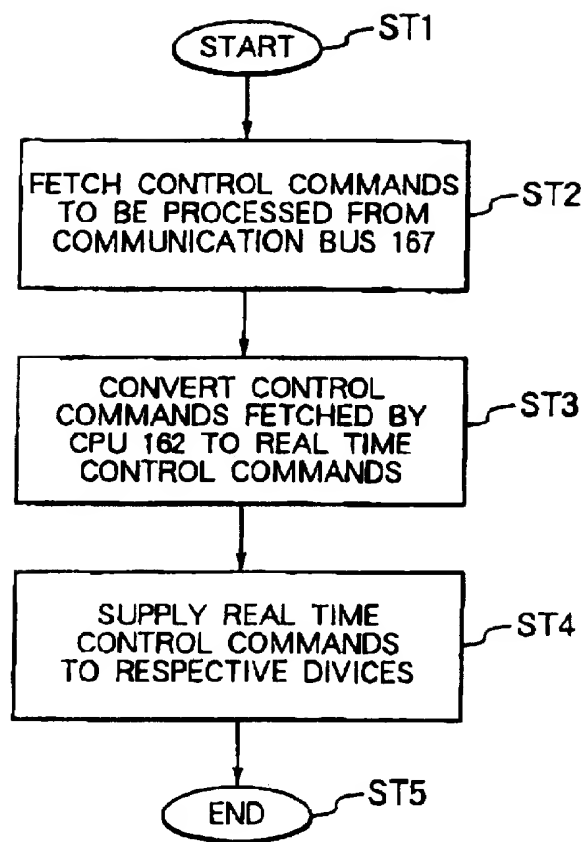 START
ST1
FETCH CONTROL COMMANDS
TO BE PROCESSED FROM
COMMUNICATION BUS 167
ST2
CONVERT CONTROL
COMMANDS FETCHED BY
CPU 162 TO REAL TIME
CONTROL COMMANDS
ST3
SUPPLY REAL TIME
CONTROL COMMANDS
TO RESPECTIVE DIVICES
ST4
END
ST5